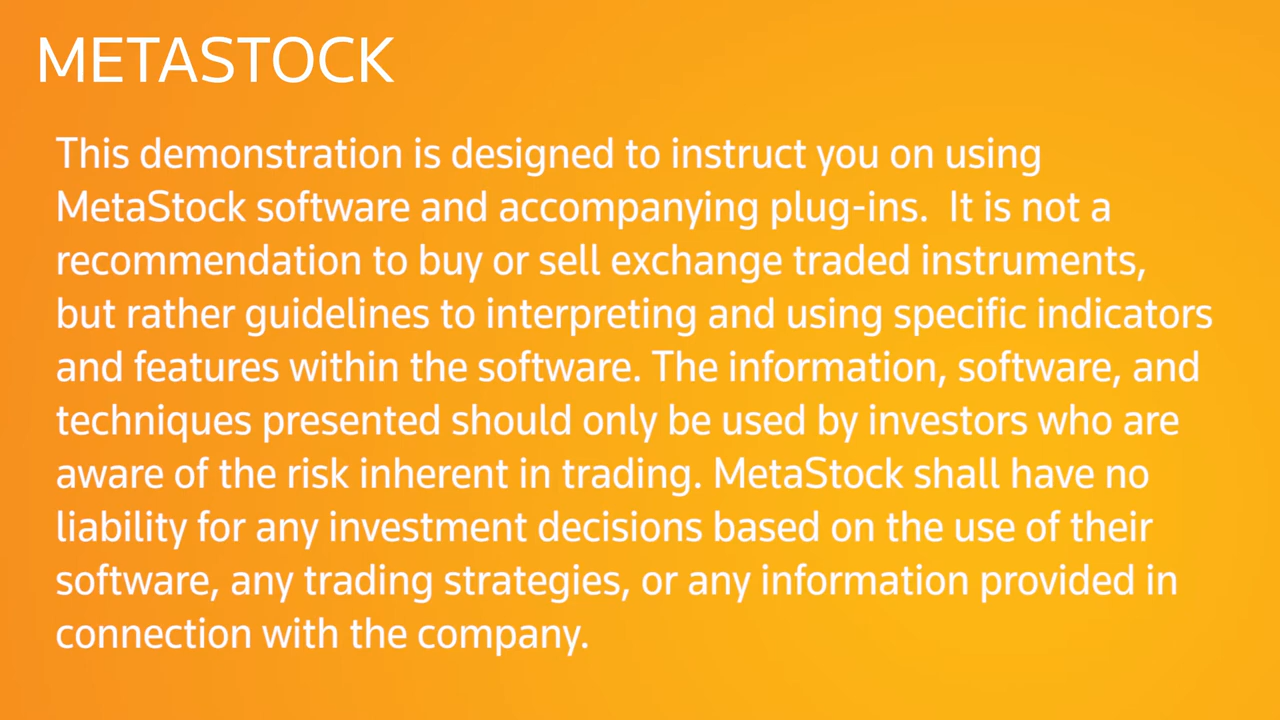 METASTOCK
This demonstration is designed to instruct you on using
MetaStock software and accompanying plug-ins.  It is not a
recommendation to buy or sell exchange traded instruments,
but rather guidelines to interpreting and using specific indicators
and features within the software. The information, software, and
techniques presented should only be used by investors who are
aware of the risk inherent in trading. MetaStock shall have no
liability for any investment decisions based on the use of their
software, any trading strategies, or any information provided in
connection with the company.